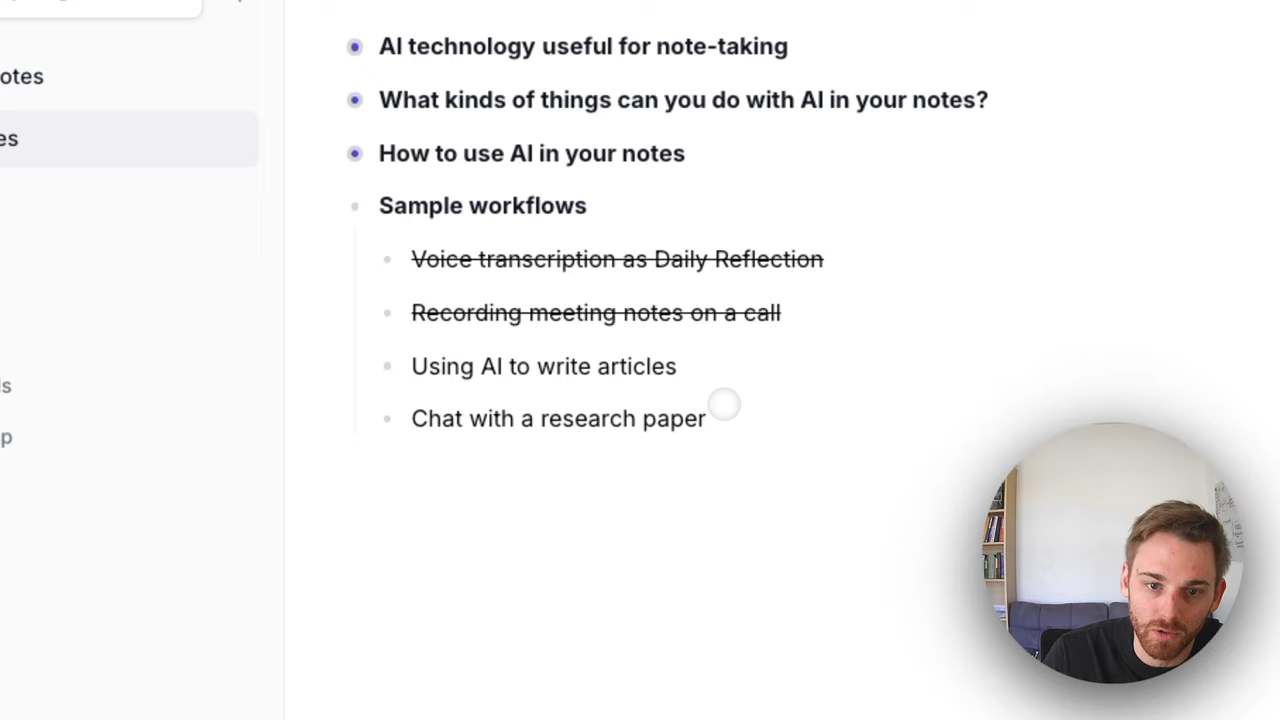 otes
es
ls
p
AI technology useful for note-taking
What kinds of things can you do with AI in your notes?
How to use AI in your notes
Sample workflows
Voice transcription as Daily Reflection
Recording meeting notes on a call
Using AI to write articles
Chat with a research paper